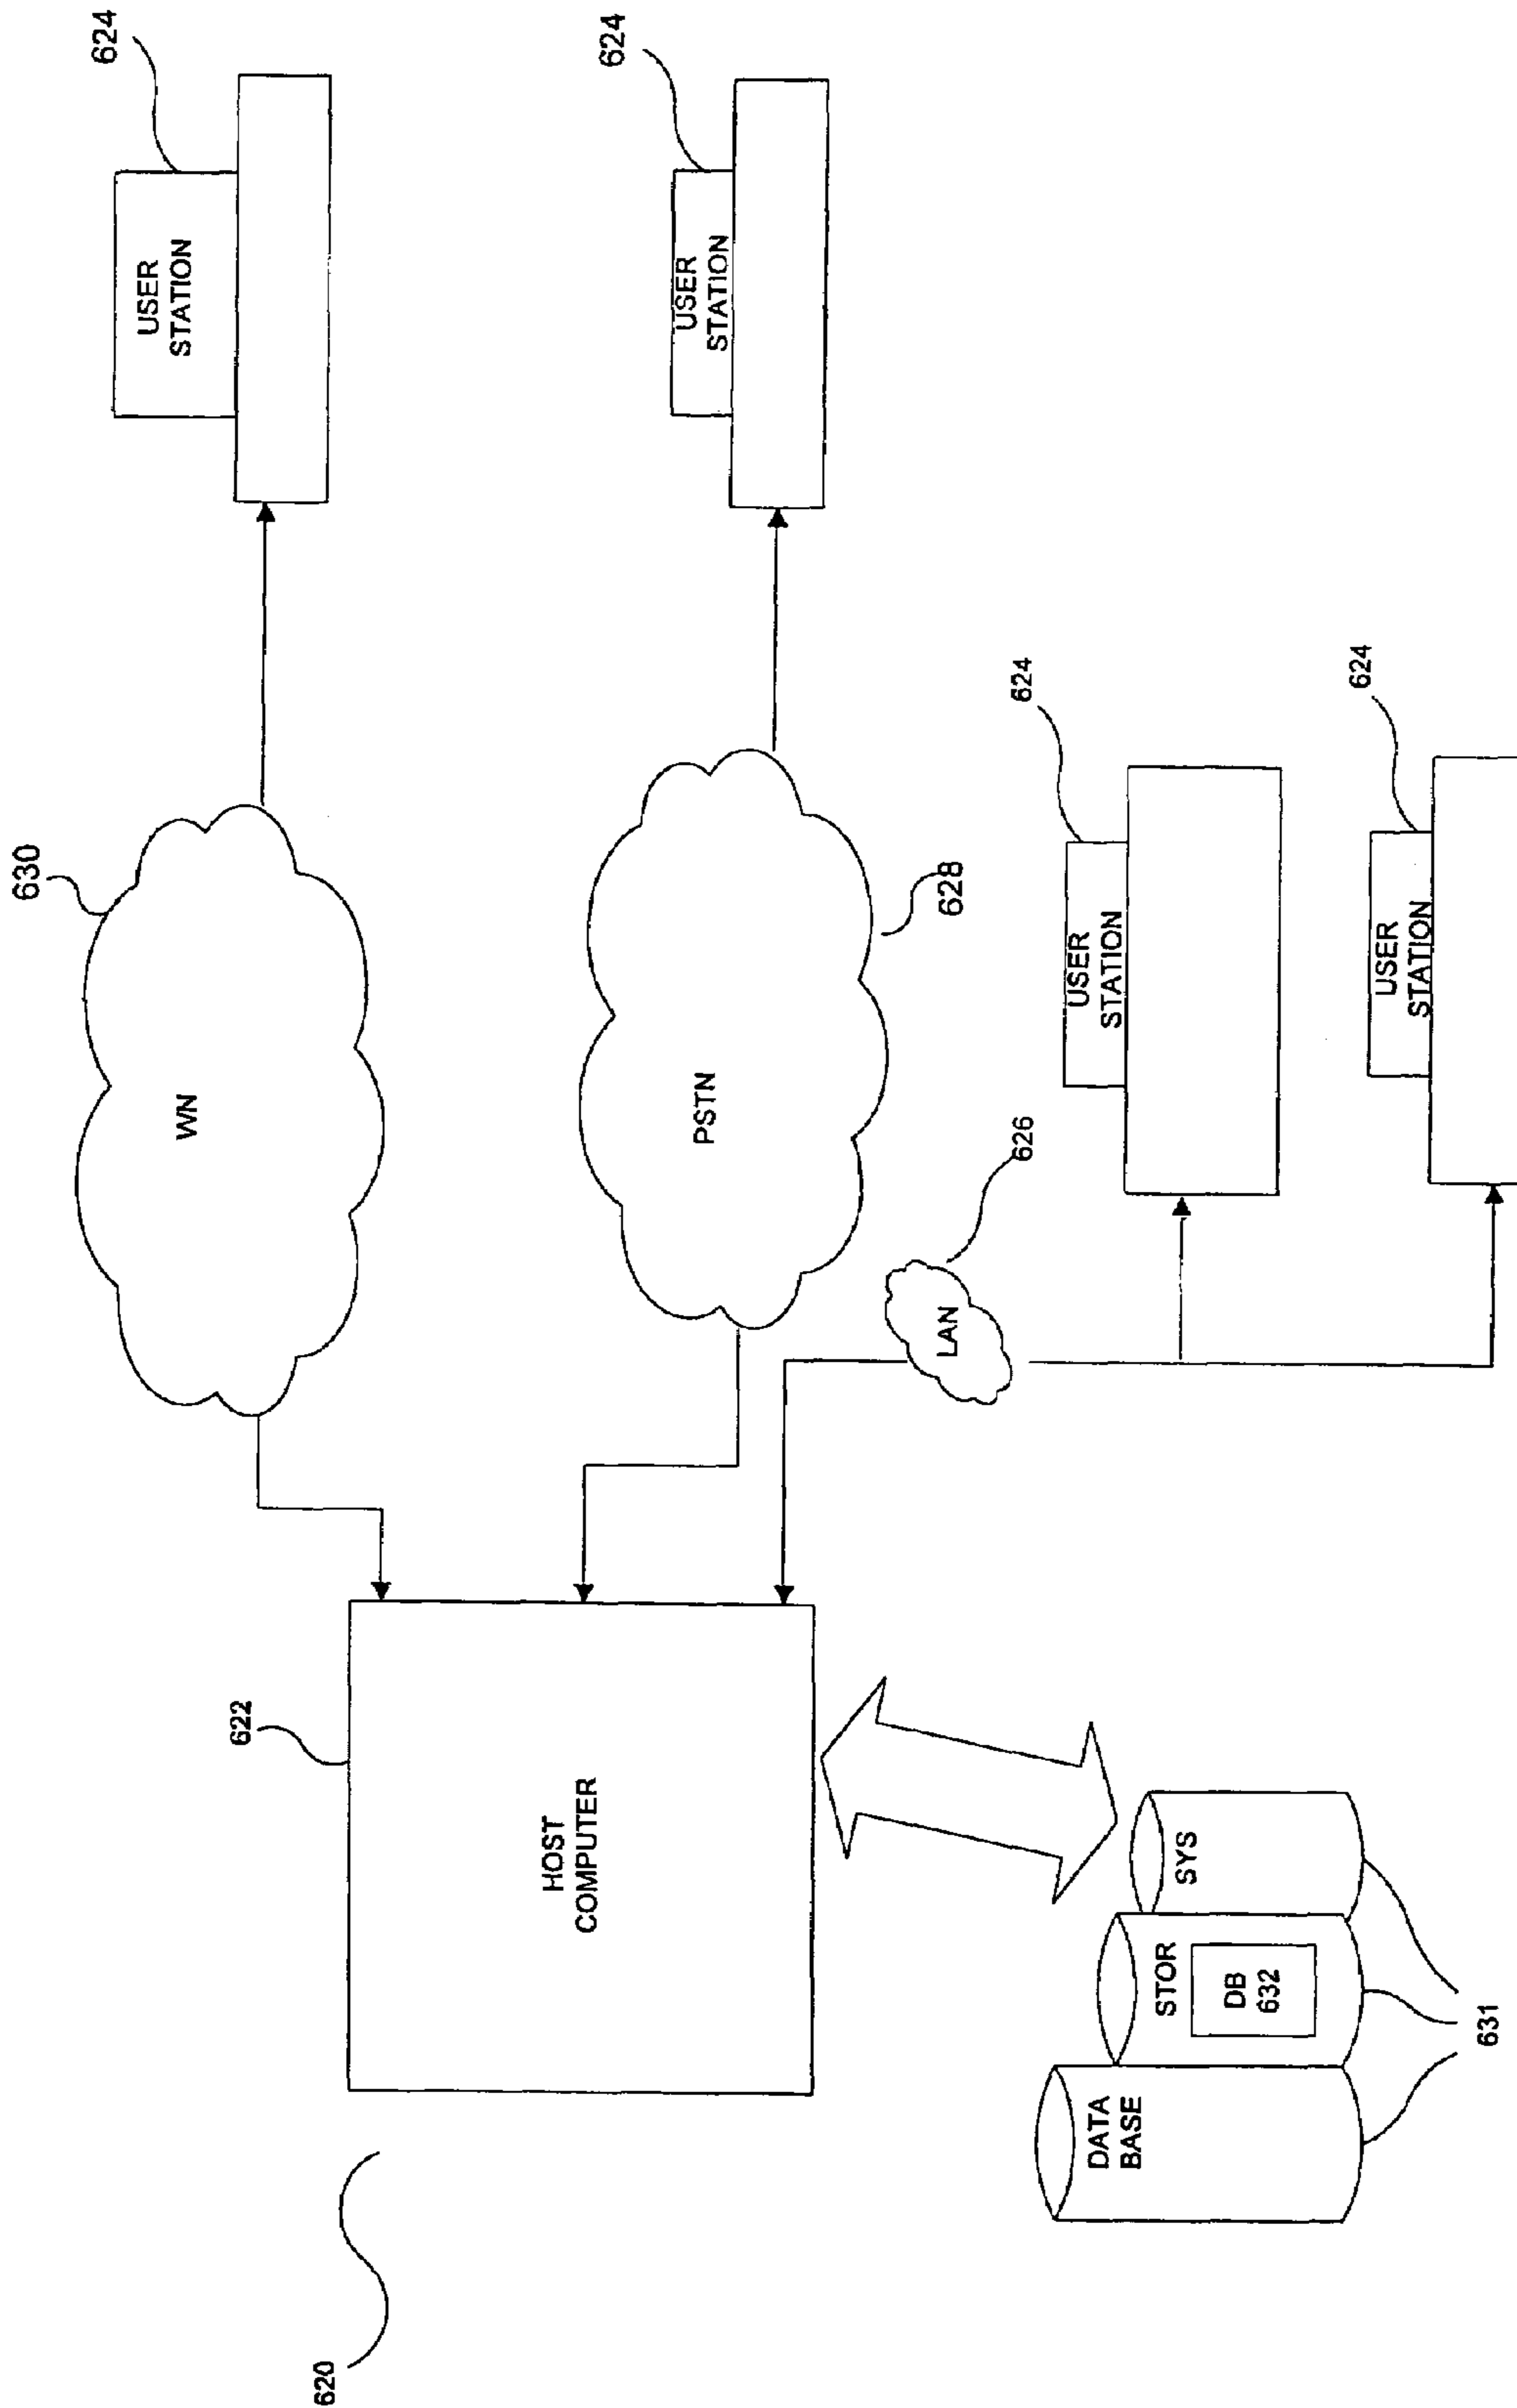 620
622
HOST
COMPUTER
DATA
BASE
STOR
DB
632
SYS
631
630
WN
PSTN
628
LAN
626
USER
STATION
624
USER
STATION
624
USER
STATION
624
USER
STATION
624